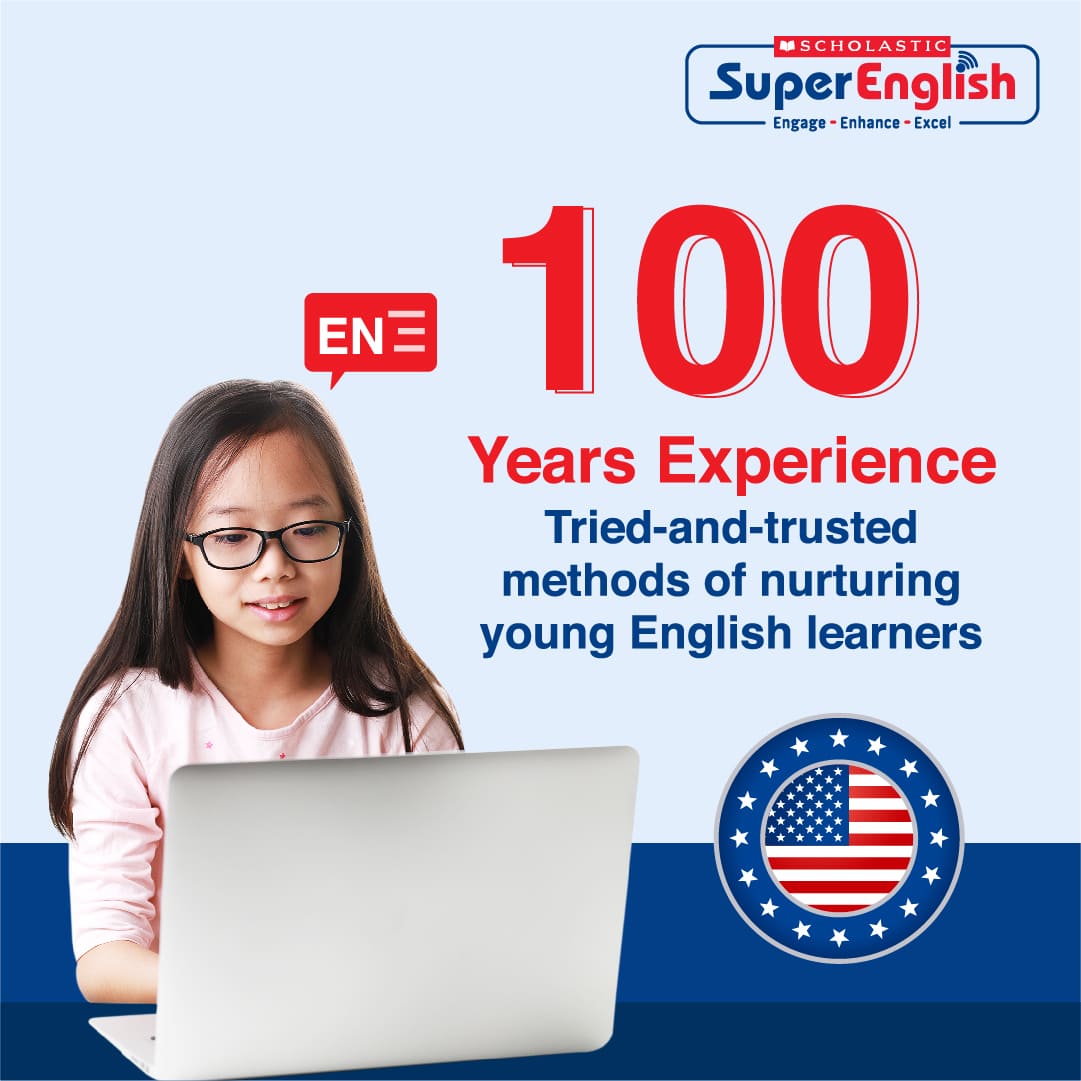 SCHOLASTIC
SuperEnglish
Engage - Enhance - Excel
100
EN
Years Experience
Tried-and-trusted
methods of nurturing
young English learners